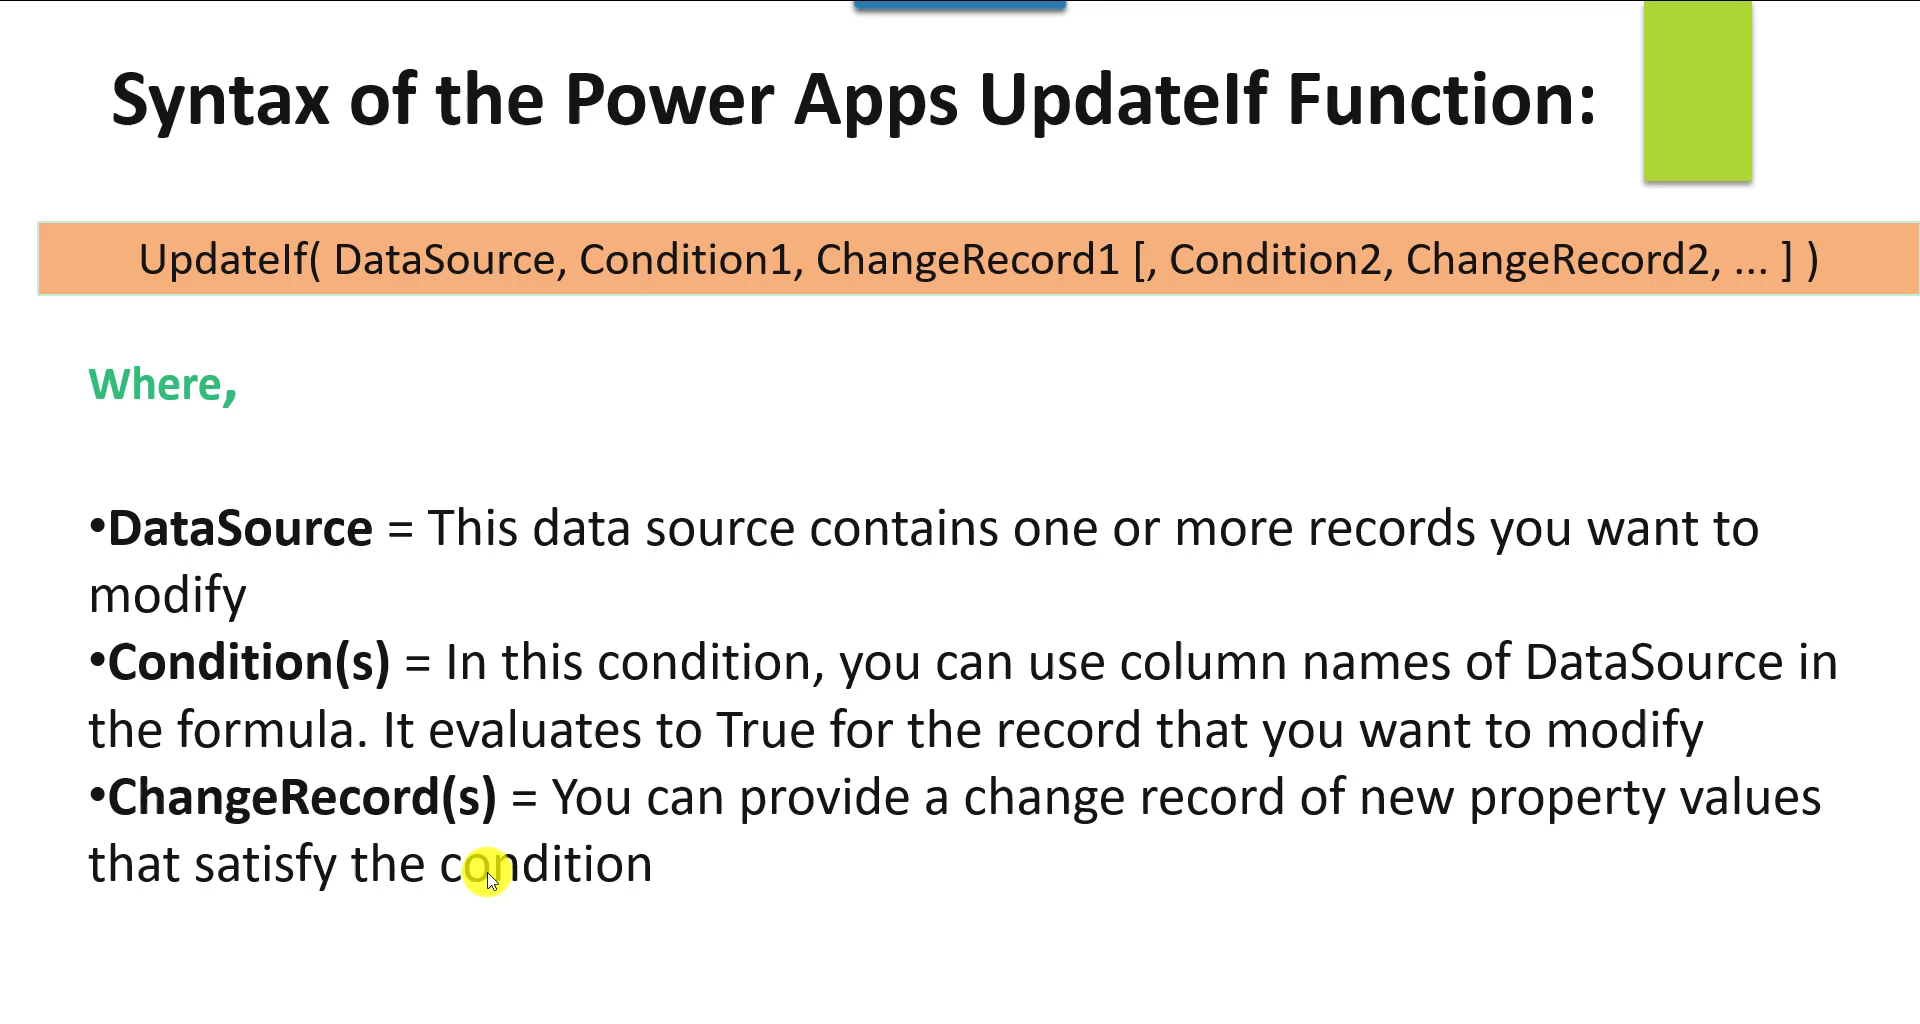 Syntax of the Power Apps UpdateIf Function:
UpdateIf( DataSource, Condition1, ChangeRecord1 [, Condition2, ChangeRecord2, ... ] )
Where,
•DataSource = This data source contains one or more records you want to
modify
•Condition(s) = In this condition, you can use column names of DataSource in
the formula. It evaluates to True for the record that you want to modify
•ChangeRecord(s) = You can provide a change record of new property values
that satisfy the condition